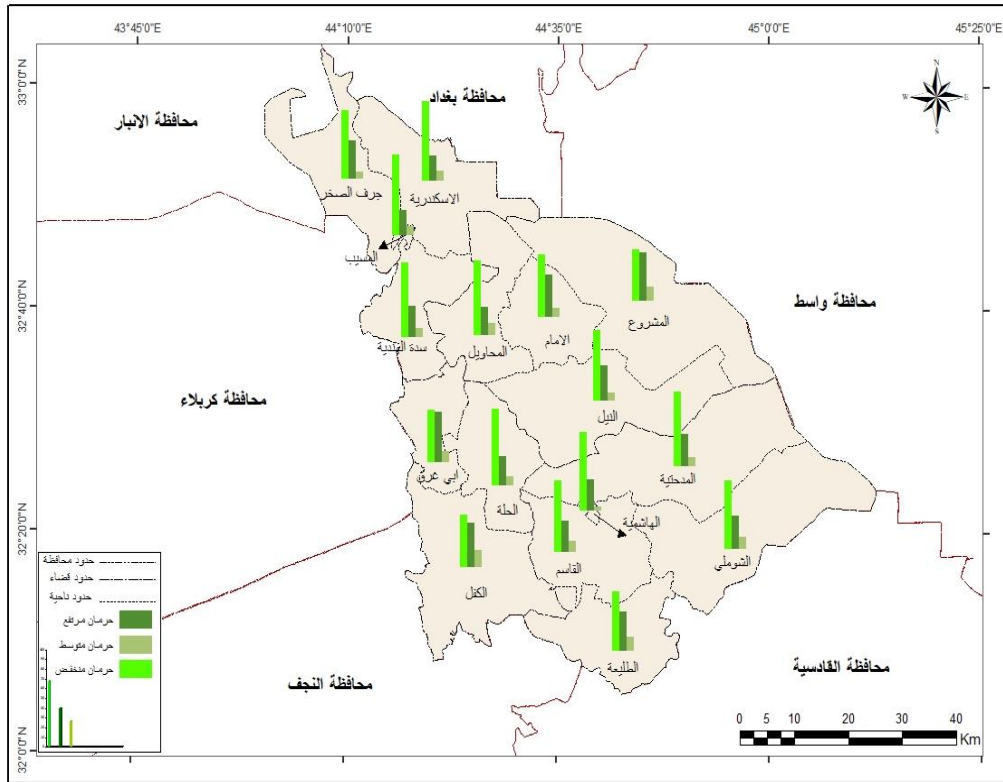 43°45'0"E
44°10'0"E
44°35'0"E
45°0'0"E
45°25'0"E
33°0'0"N
32°40'0"N
32°20'0"N
32°0'0"N
N
W
E
S
محافظة بغداد
محافظة الانبار
جرف الصخر
الاسكندرية
المسيب
محافظة واسط
المشروع
الامام
المحاويل
سدة الهندية
محافظة كربلاء
النيل
المدحتية
ابي غرق
الحلة
الهاشمية
القاسم
الشوملي
الكفل
الطليعة
محافظة القادسية
محافظة النجف
حدود محافظة
حدود قضاء
حدود ناحية
حرمان مرتفع
حرمان متوسط
حرمان منخفض
0 5 10 20 30 40
Km